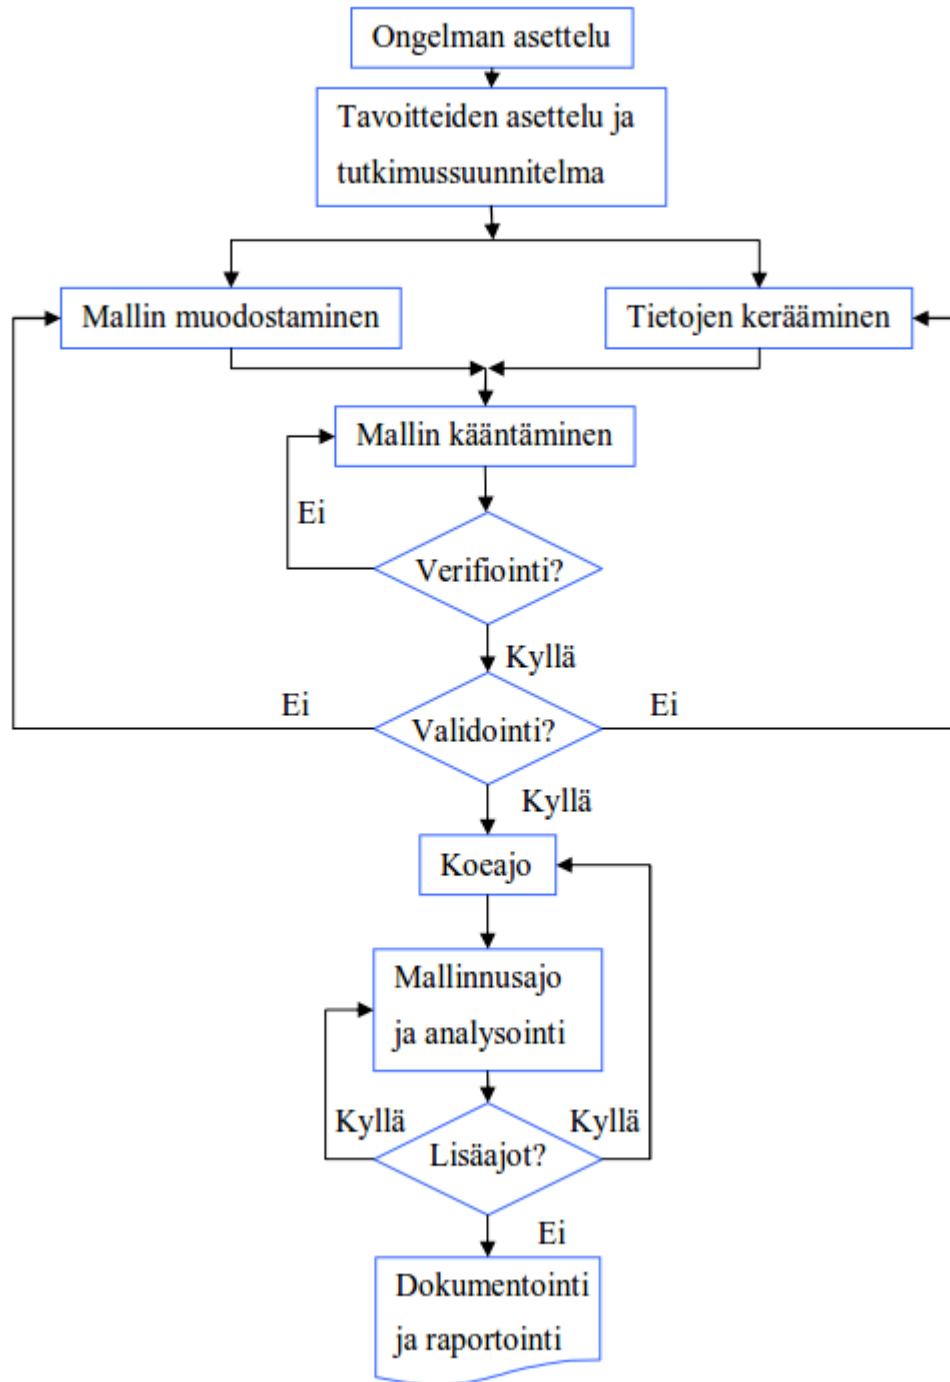 Ongelman asettelu
Tavoitteiden asettelu ja
tutkimussuunnitelma
Mallin muodostaminen
Tietojen kerääminen
Mallin kääntäminen
Ei
Verifiointi?
Kyllä
Ei
Validointi?
Ei
Kyllä
Koeajo
Mallinnusajo
ja analysointi
Kyllä
Lisäajot?
Kyllä
Ei
Dokumentointi
ja raportointi